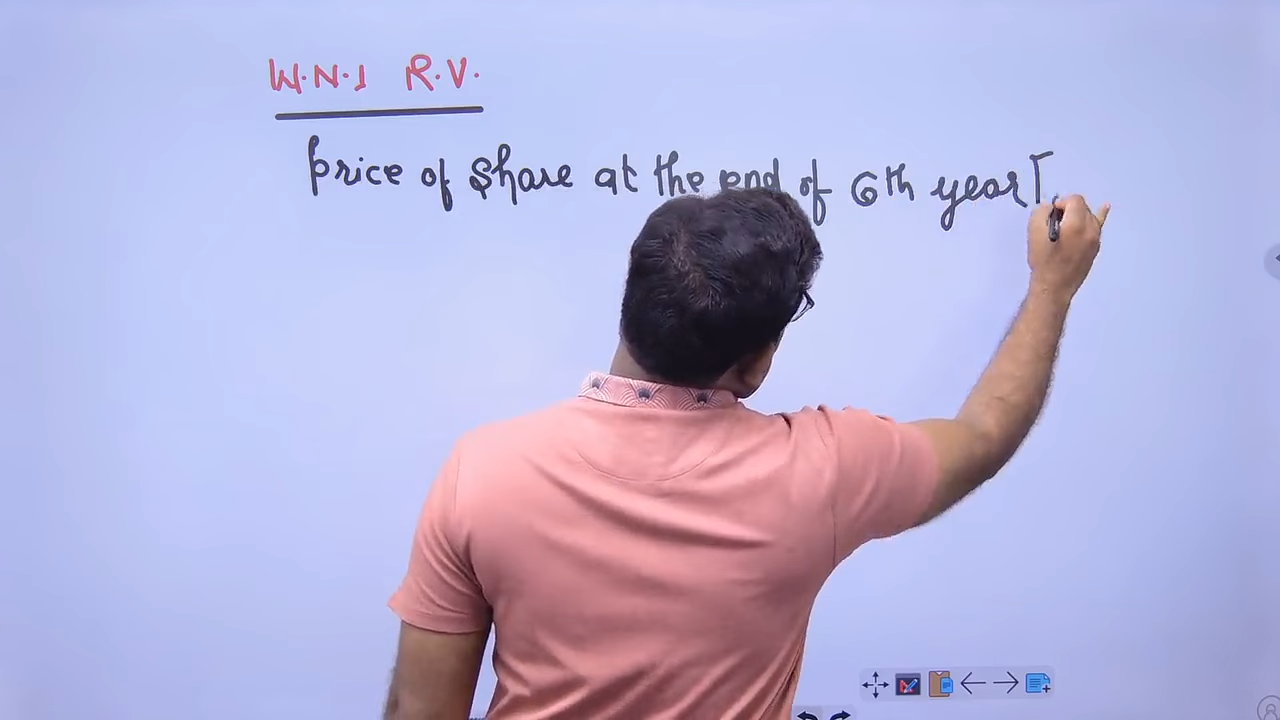 W.N.1 R.V.
Price of Share at the end of 6th year [